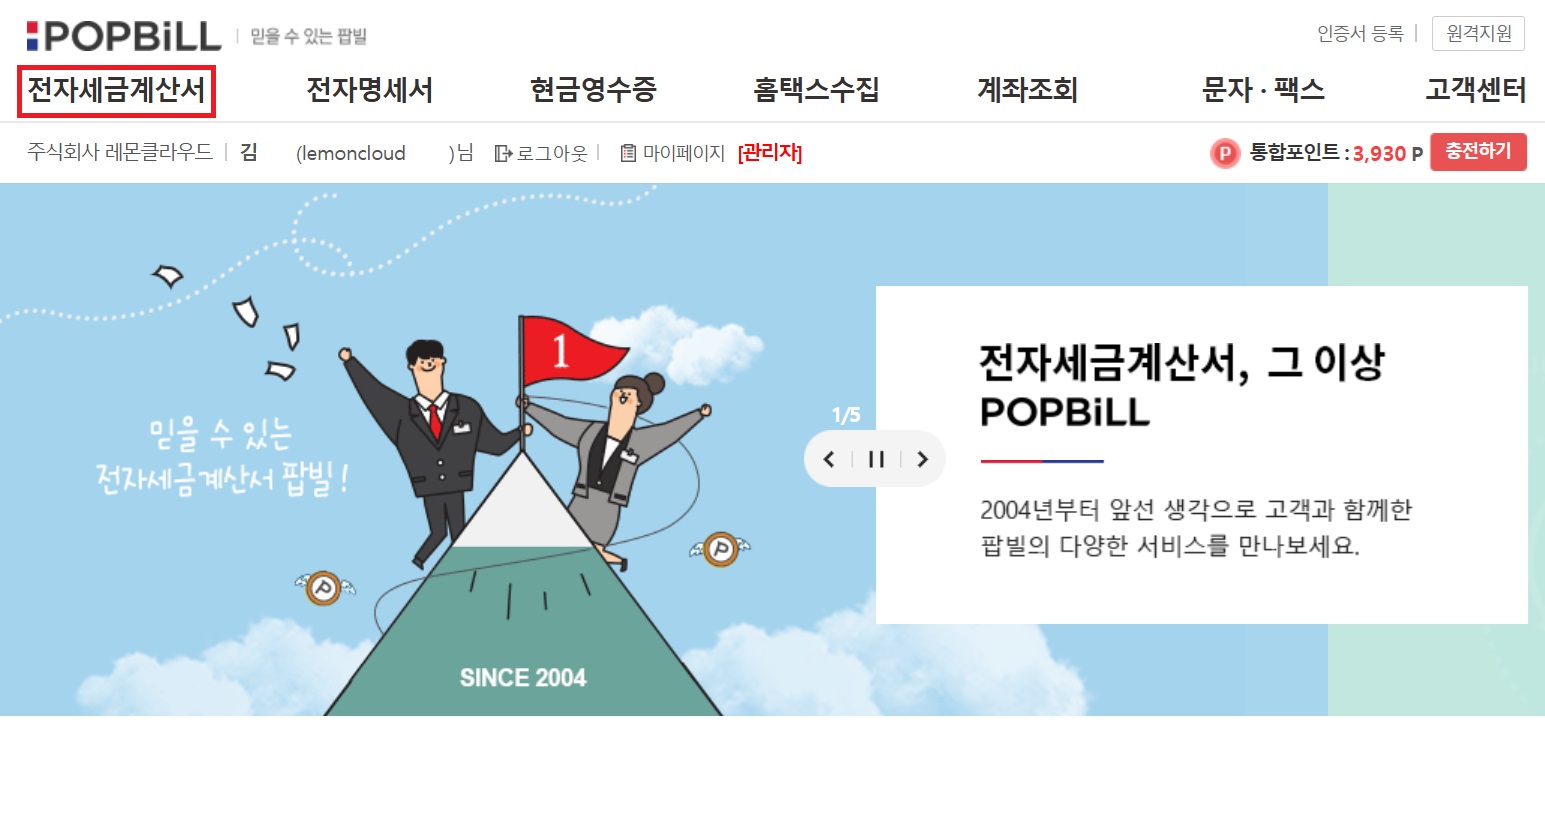 POPBiLL | 믿을 수 있는 팝빌
인증서 등록 | 원격지원
전자세금계산서 전자명세서 현금영수증 홈택스수집 계좌조회 문자 · 팩스 고객센터
주식회사 레몬클라우드 | 김 (lemoncloud )님 로그아웃 | 마이페이지 [관리자] P 통합포인트 : 3,930 P 충전하기
1
믿을 수 있는
전자세금계산서 팝빌 !
P
P
SINCE 2004
1/5
전자세금계산서, 그 이상
POPBiLL
2004년부터 앞선 생각으로 고객과 함께한
팝빌의 다양한 서비스를 만나보세요.